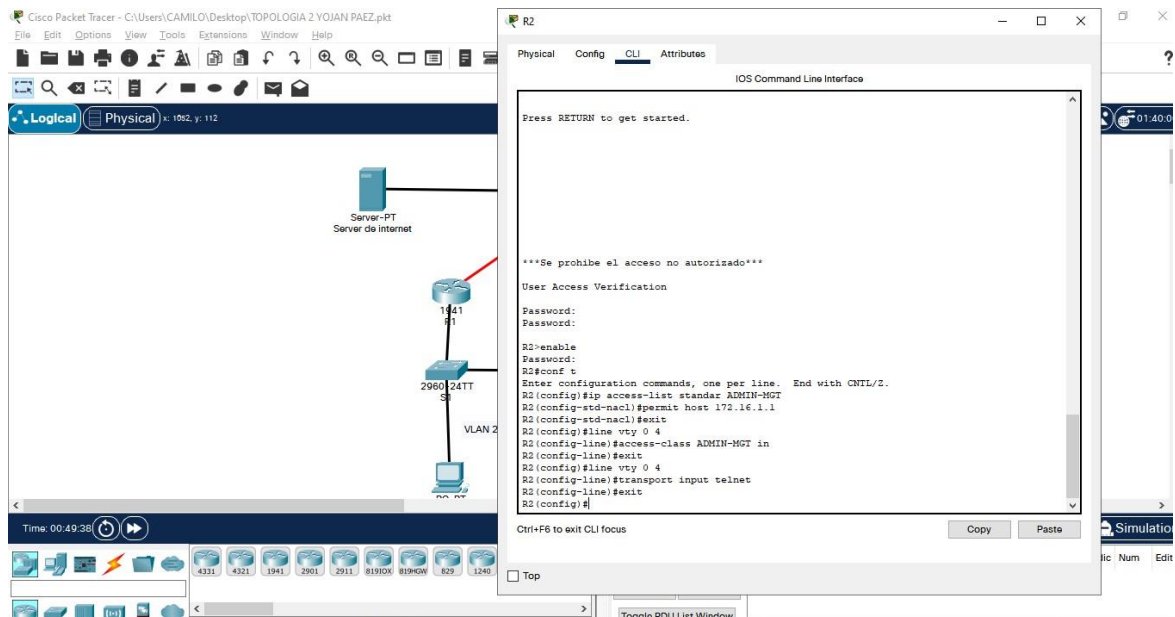 Cisco Packet Tracer - C:\Users\CAMILO\Desktop\TOPOLOGIA 2 YOJAN PAEZ.pkt
File Edit Options View Tools Extensions Window Help
Logical Physical x: 1052, y: 112
Server-PT
Server de internet
1941
R1
2960-24TT
S1
VLAN 2
Time: 00:49:38
4331 4321 1941 2901 2911 819IOX 819HGW 829 1240
R2
Physical Config CLI Attributes
IOS Command Line Interface
Press RETURN to get started.
***Se prohibe el acceso no autorizado***
User Access Verification
Password:
Password:
R2>enable
Password:
R2#conf t
Enter configuration commands, one per line. End with CNTL/Z.
R2(config)#ip access-list standar ADMIN-MGT
R2(config-std-nacl)#permit host 172.16.1.1
R2(config-std-nacl)#exit
R2(config)#line vty 0 4
R2(config-line)#access-class ADMIN-MGT in
R2(config-line)#exit
R2(config)#line vty 0 4
R2(config-line)#transport input telnet
R2(config-line)#exit
R2(config)#
Ctrl+F6 to exit CLI focus
Copy Paste
Top
?
01:40:0
Simulation
Num Edit
Toggle PDU List Window